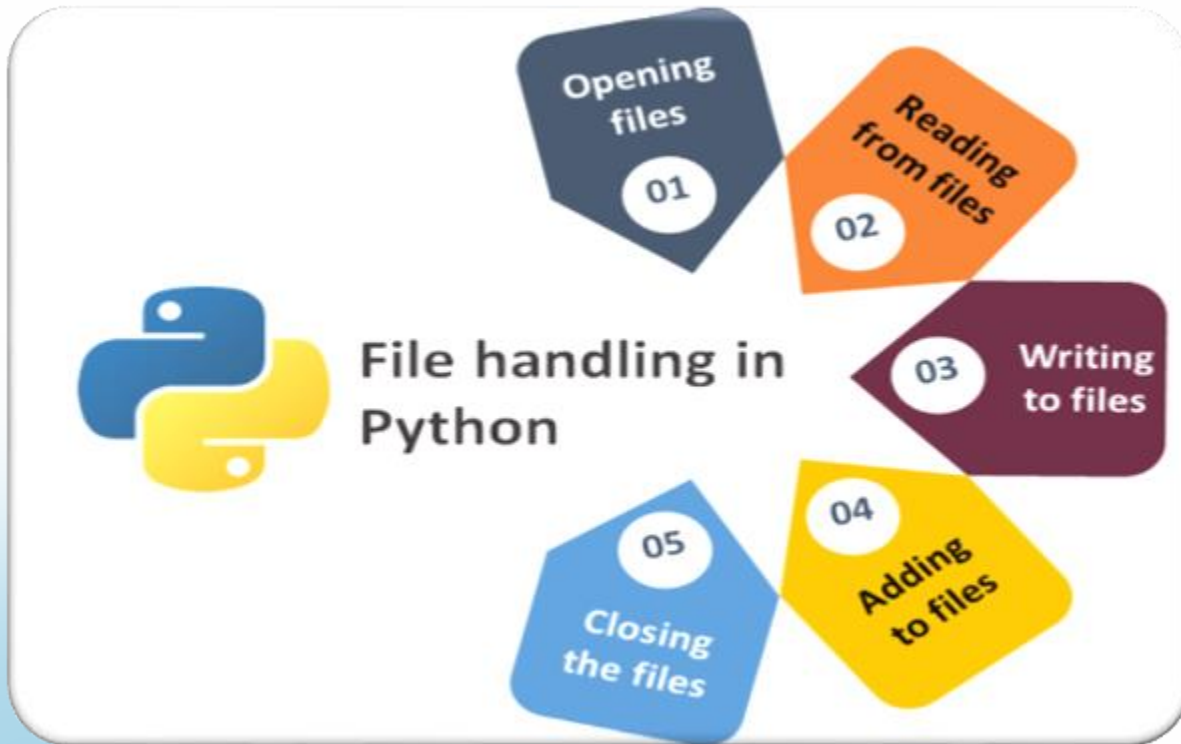 Opening
files
01
Reading
from files
02
File handling in
Python
03
Writing
to files
04
Adding
to files
05
Closing
the files